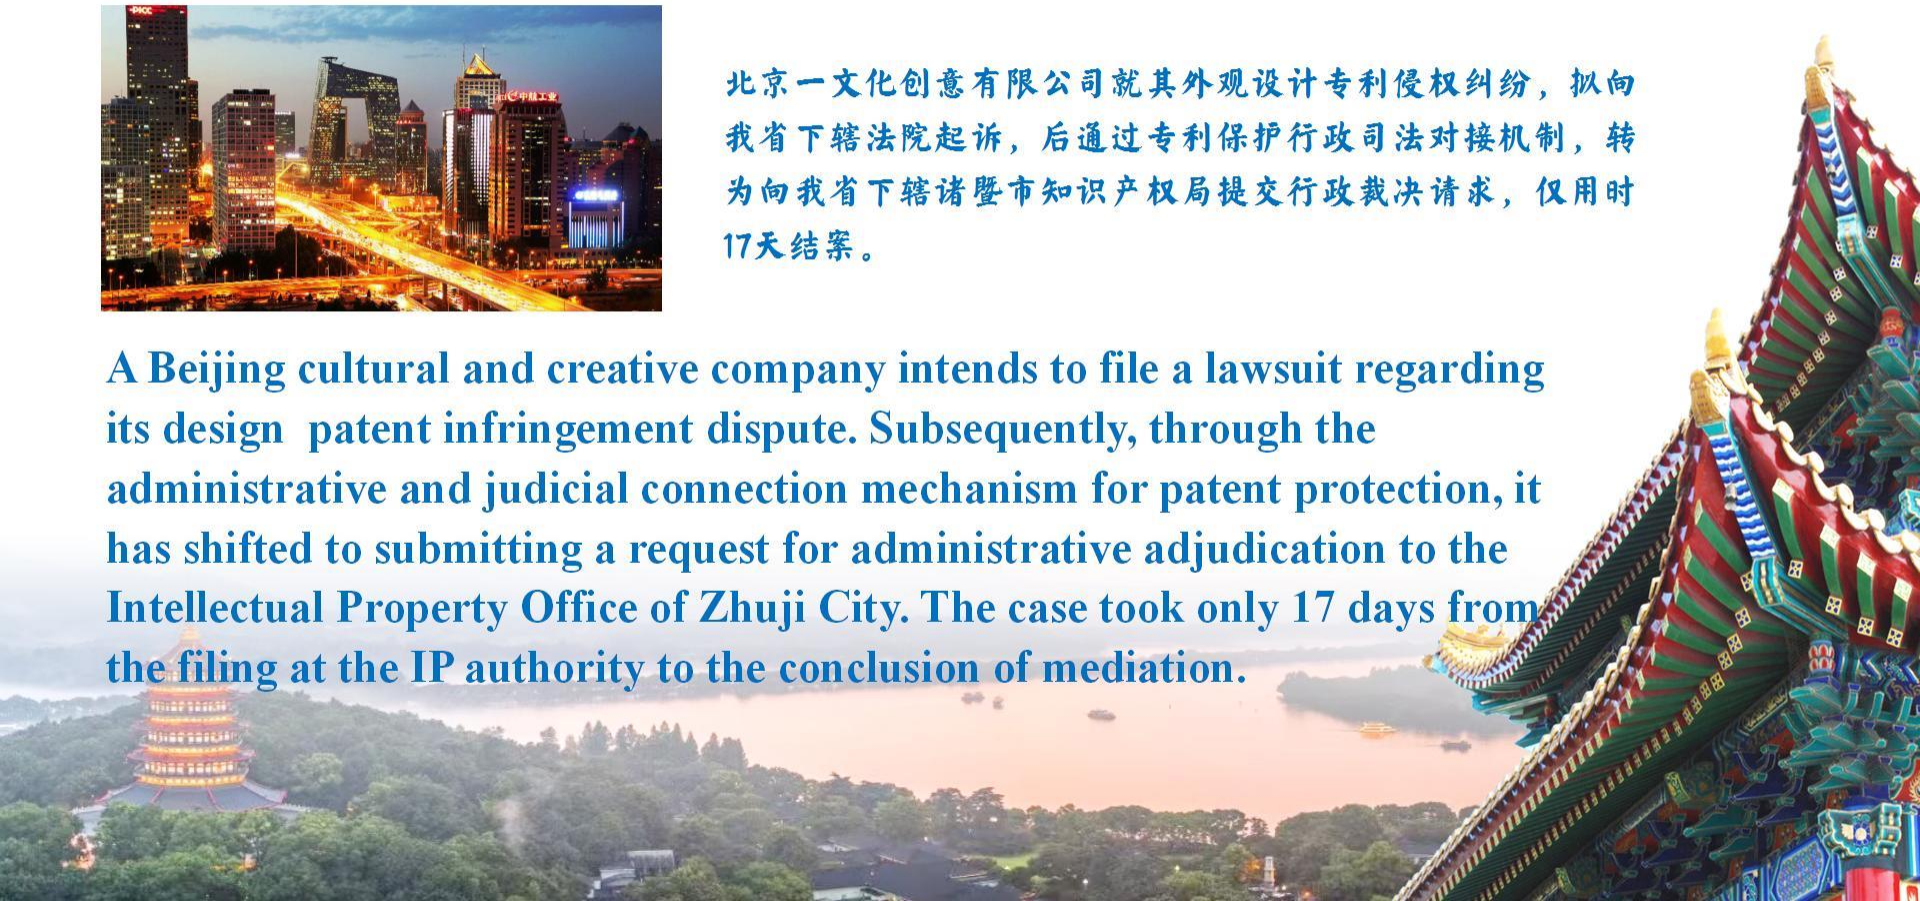 PICC
中航工业
北京一文化创意有限公司就其外观设计专利侵权纠纷，拟向
我省下辖法院起诉，后通过专利保护行政司法对接机制，转
为向我省下辖诸暨市知识产权局提交行政裁决请求，仅用时
17天结案。
A Beijing cultural and creative company intends to file a lawsuit regarding
its design  patent infringement dispute. Subsequently, through the
administrative and judicial connection mechanism for patent protection, it
has shifted to submitting a request for administrative adjudication to the
Intellectual Property Office of Zhuji City. The case took only 17 days from
the filing at the IP authority to the conclusion of mediation.